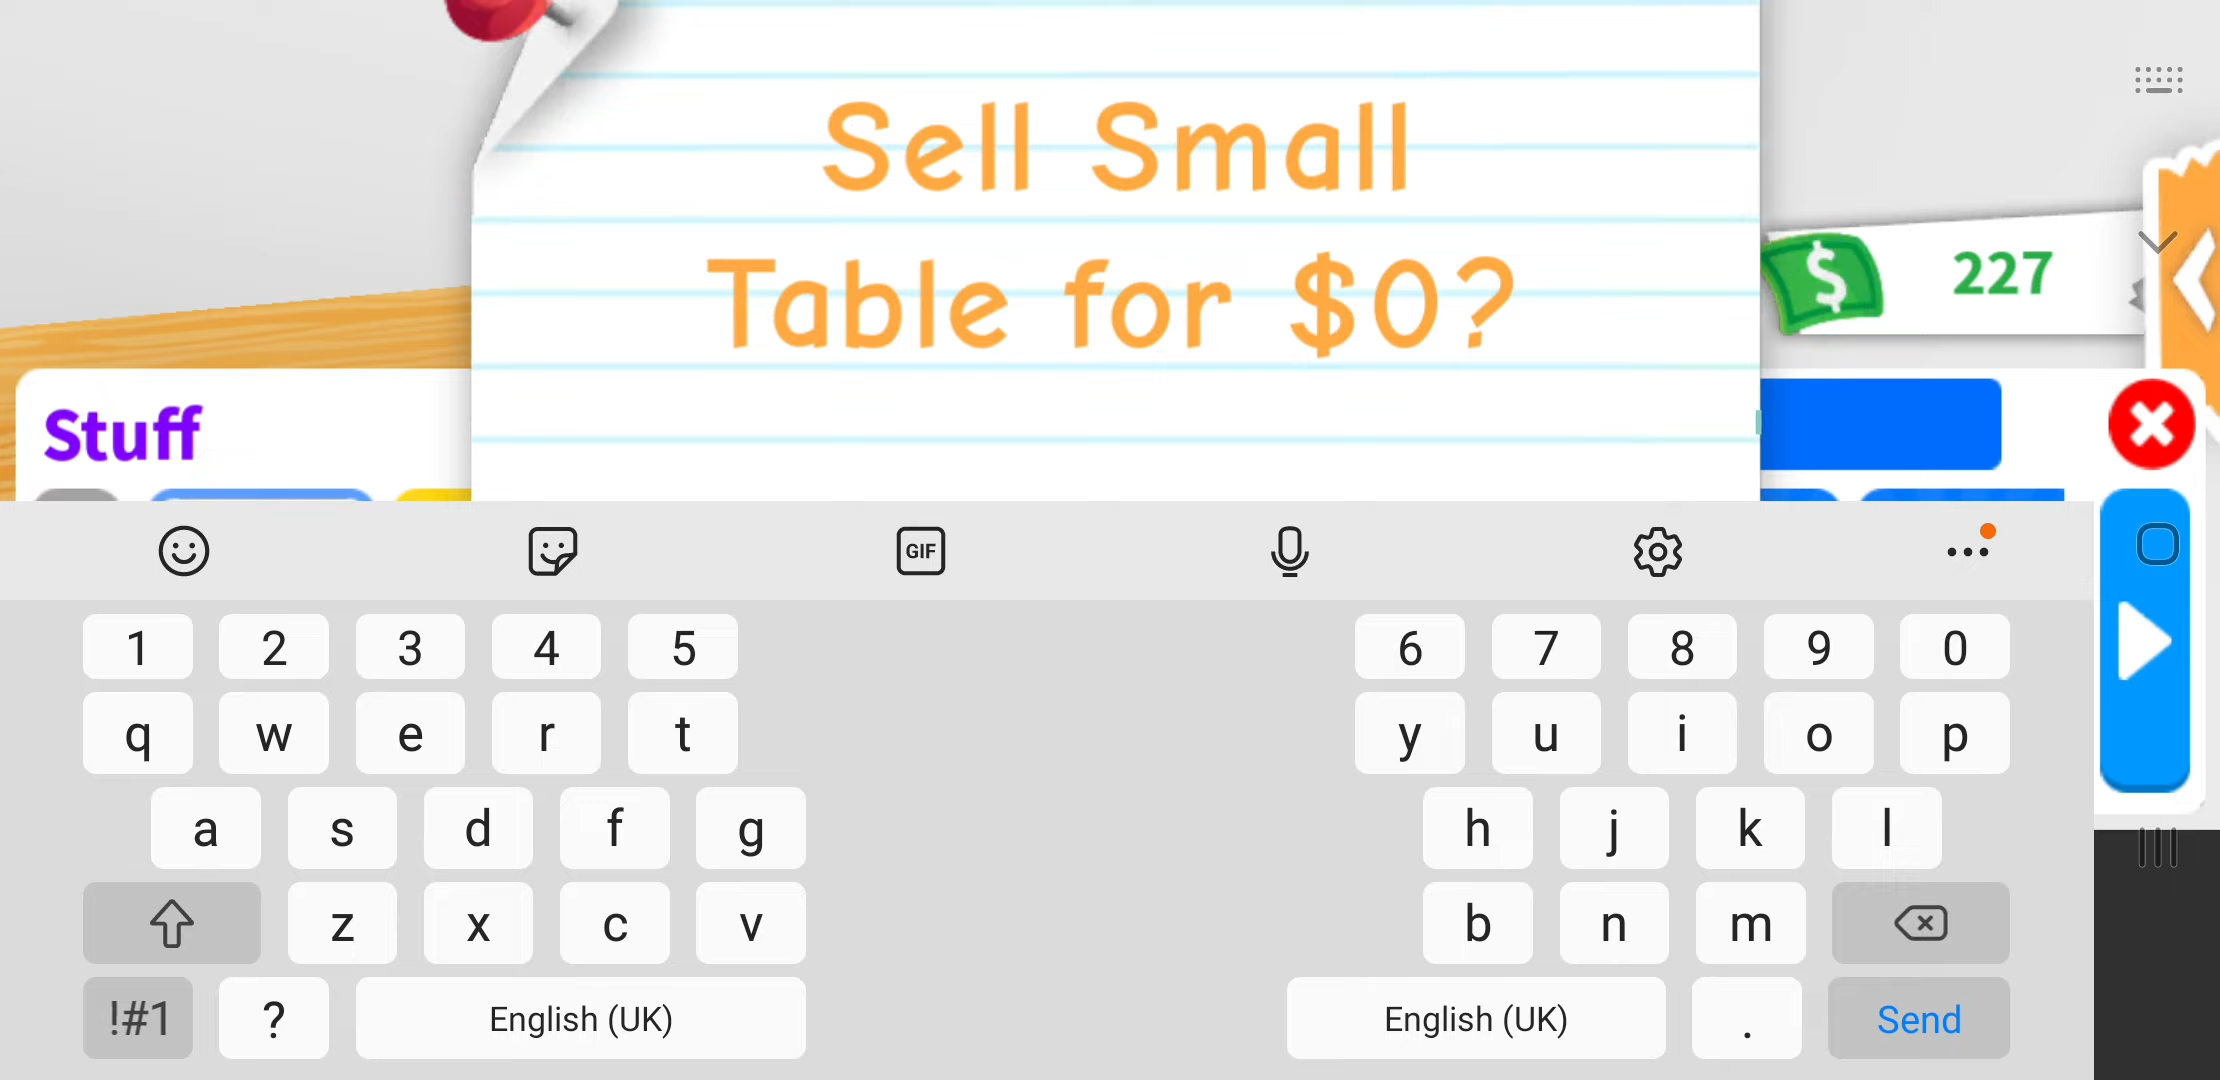 Sell Small
Table for $0?
227
Stuff
GIF
1 2 3 4 5 6 7 8 9 0
q w e r t y u i o p
a s d f g h j k l
z x c v b n m
!#1 ? English (UK) English (UK) . Send